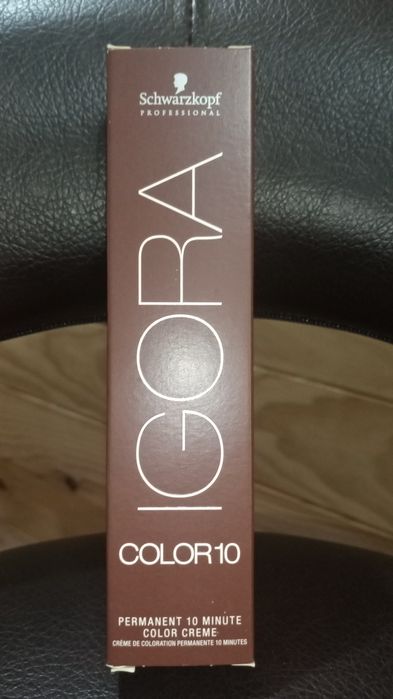 Schwarzkopf
PROFESSIONAL
IGORA
COLOR10
PERMANENT 10 MINUTE
COLOR CREME
CRÈME DE COLORATION PERMANENTE 10 MINUTES